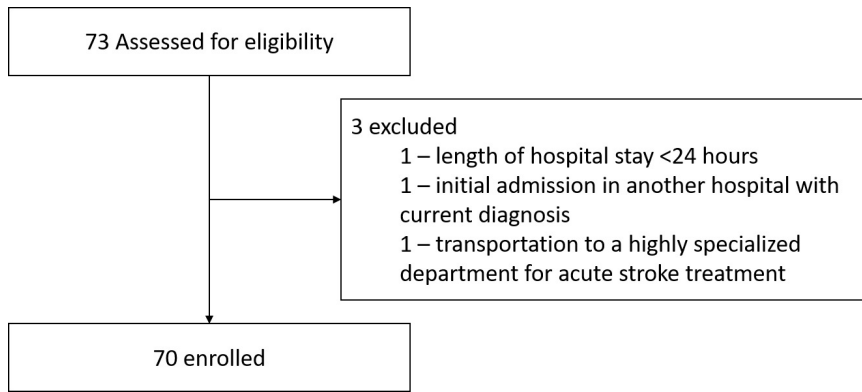 73 Assessed for eligibility
3 excluded
1 – length of hospital stay <24 hours
1 – initial admission in another hospital with
current diagnosis
1 – transportation to a highly specialized
department for acute stroke treatment
70 enrolled